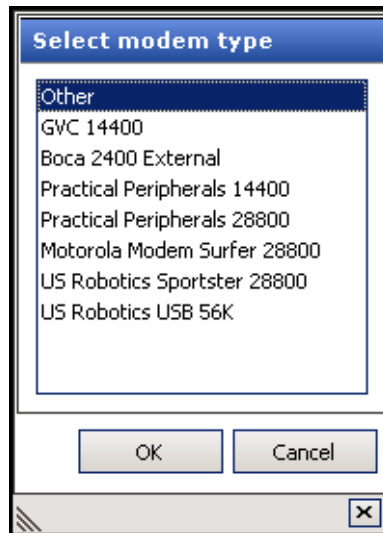 Select modem type
Other
GVC 14400
Boca 2400 External
Practical Peripherals 14400
Practical Peripherals 28800
Motorola Modem Surfer 28800
US Robotics Sportster 28800
US Robotics USB 56K
OK
Cancel